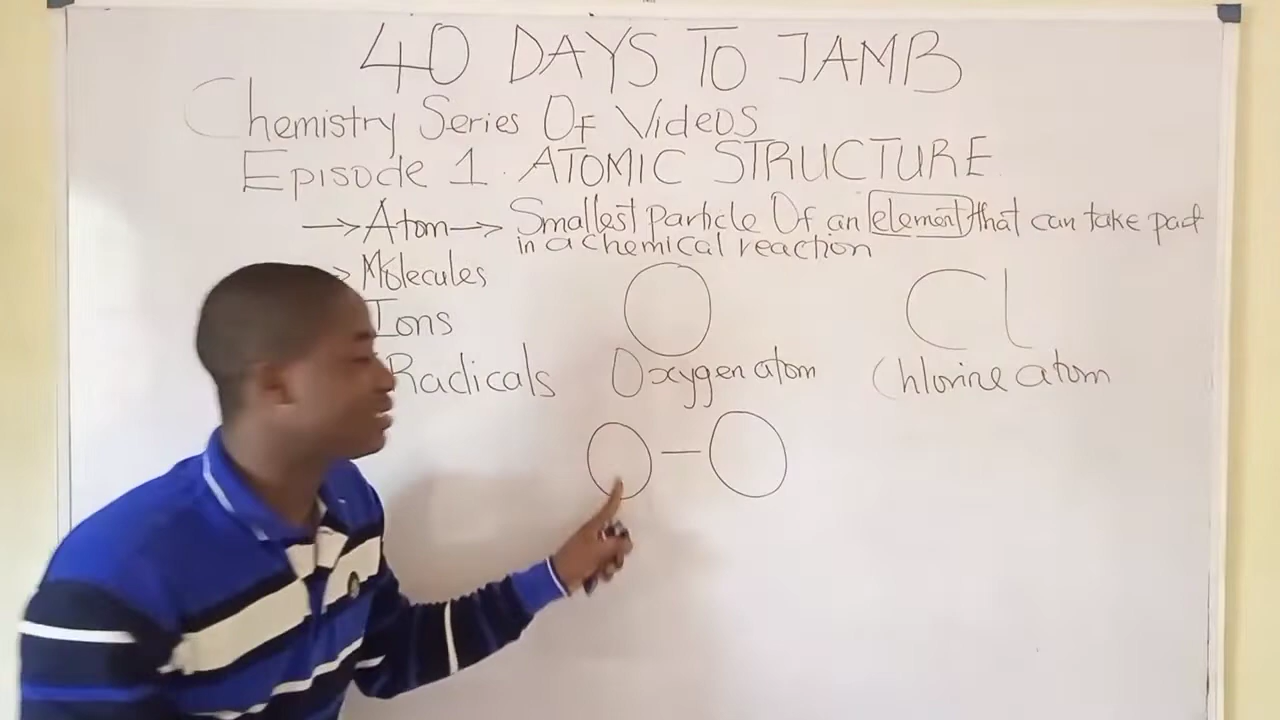 40 DAYS TO JAMB
Chemistry Series Of Videos
Episode 1. ATOMIC STRUCTURE
→ Atom → Smallest particle Of an element that can take part
in a chemical reaction
> Molecules
Ions
Radicals
O
Oxygen atom
Cl
Chlorine atom
O — O